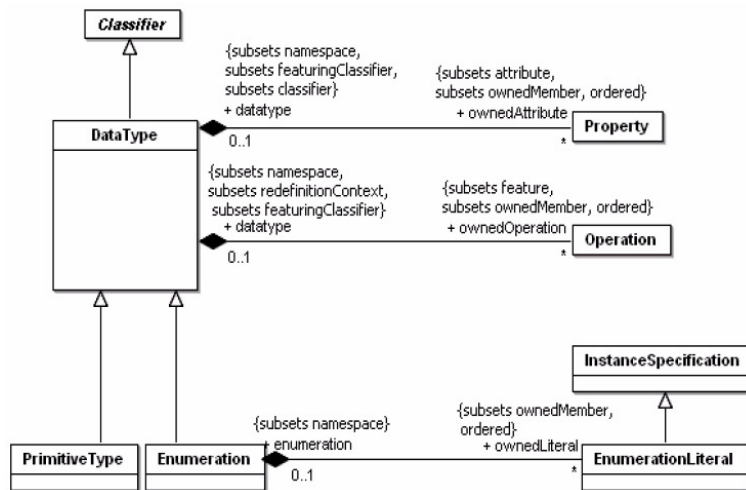 Classifier
{subsets namespace,
subsets featuringClassifier,
subsets classifier}
+ datatype
0..1
{subsets attribute,
subsets ownedMember, ordered}
+ ownedAttribute
*
DataType
Property
{subsets namespace,
subsets redefinitionContext,
subsets featuringClassifier}
+ datatype
0..1
{subsets feature,
subsets ownedMember, ordered}
+ ownedOperation
*
Operation
InstanceSpecification
{subsets namespace}
+ enumeration
0..1
{subsets ownedMember,
ordered}
+ ownedLiteral
*
PrimitiveType
Enumeration
EnumerationLiteral